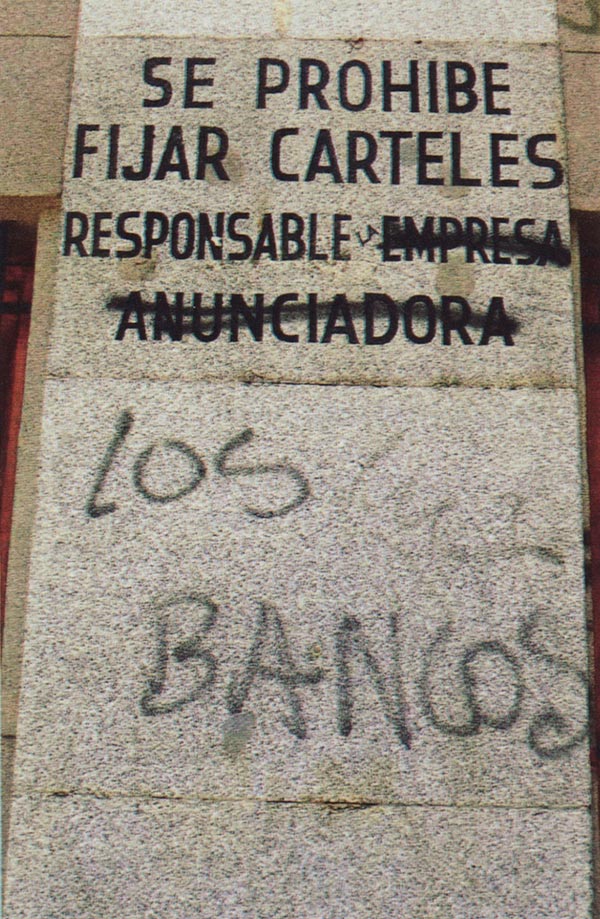 SE PROHIBE
FIJAR CARTELES
RESPONSABLE EMPRESA
ANUNCIADORA
LOS
BANCOS